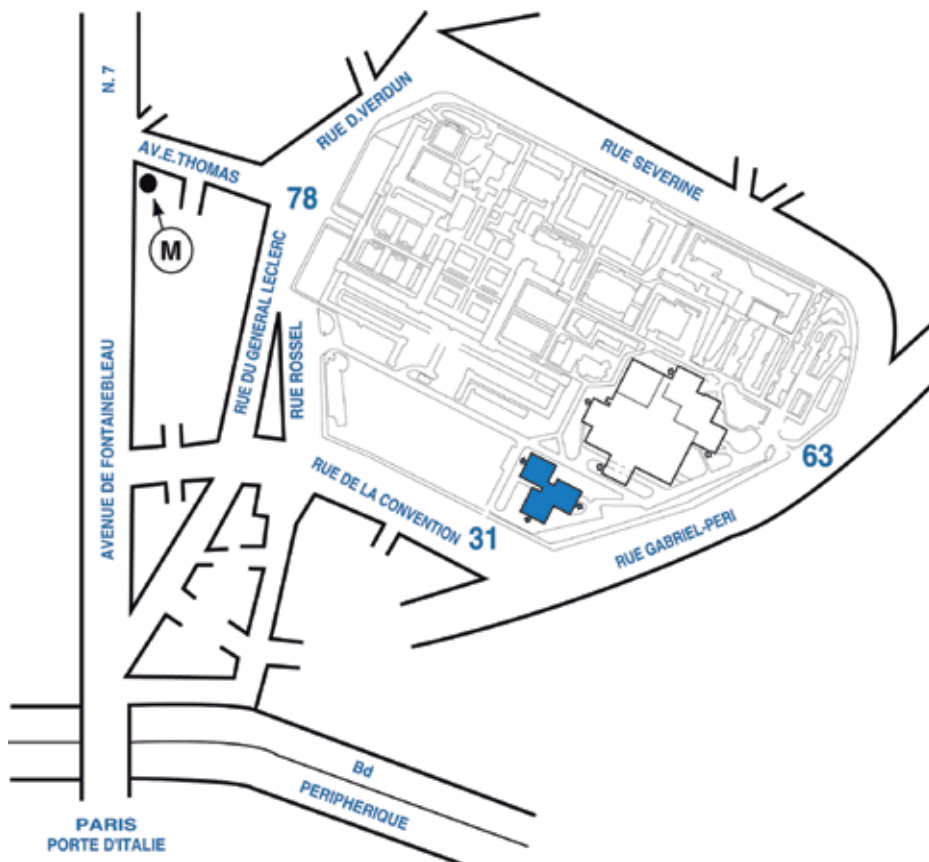 N. 7
RUE D.VERDUN
AV.E.THOMAS
RUE SEVERINE
78
M
RUE DU GENERAL LECLERC
RUE ROSSEL
AVENUE DE FONTAINEBLEAU
63
RUE DE LA CONVENTION
31
RUE GABRIEL-PERI
Bd
PERIPHERIQUE
PARIS
PORTE D'ITALIE